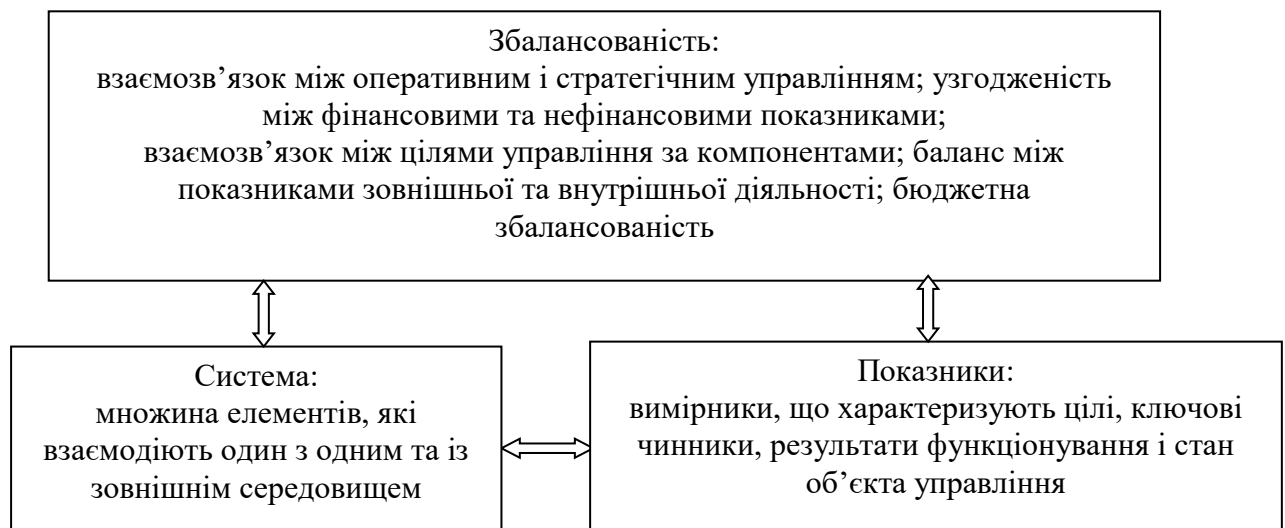 Збалансованість:
взаємозв’язок між оперативним і стратегічним управлінням; узгодженість
між фінансовими та нефінансовими показниками;
взаємозв’язок між цілями управління за компонентами; баланс між
показниками зовнішньої та внутрішньої діяльності; бюджетна
збалансованість
Система:
множина елементів, які
взаємодіють один з одним та із
зовнішнім середовищем
Показники:
вимірники, що характеризують цілі, ключові
чинники, результати функціонування і стан
об’єкта управління